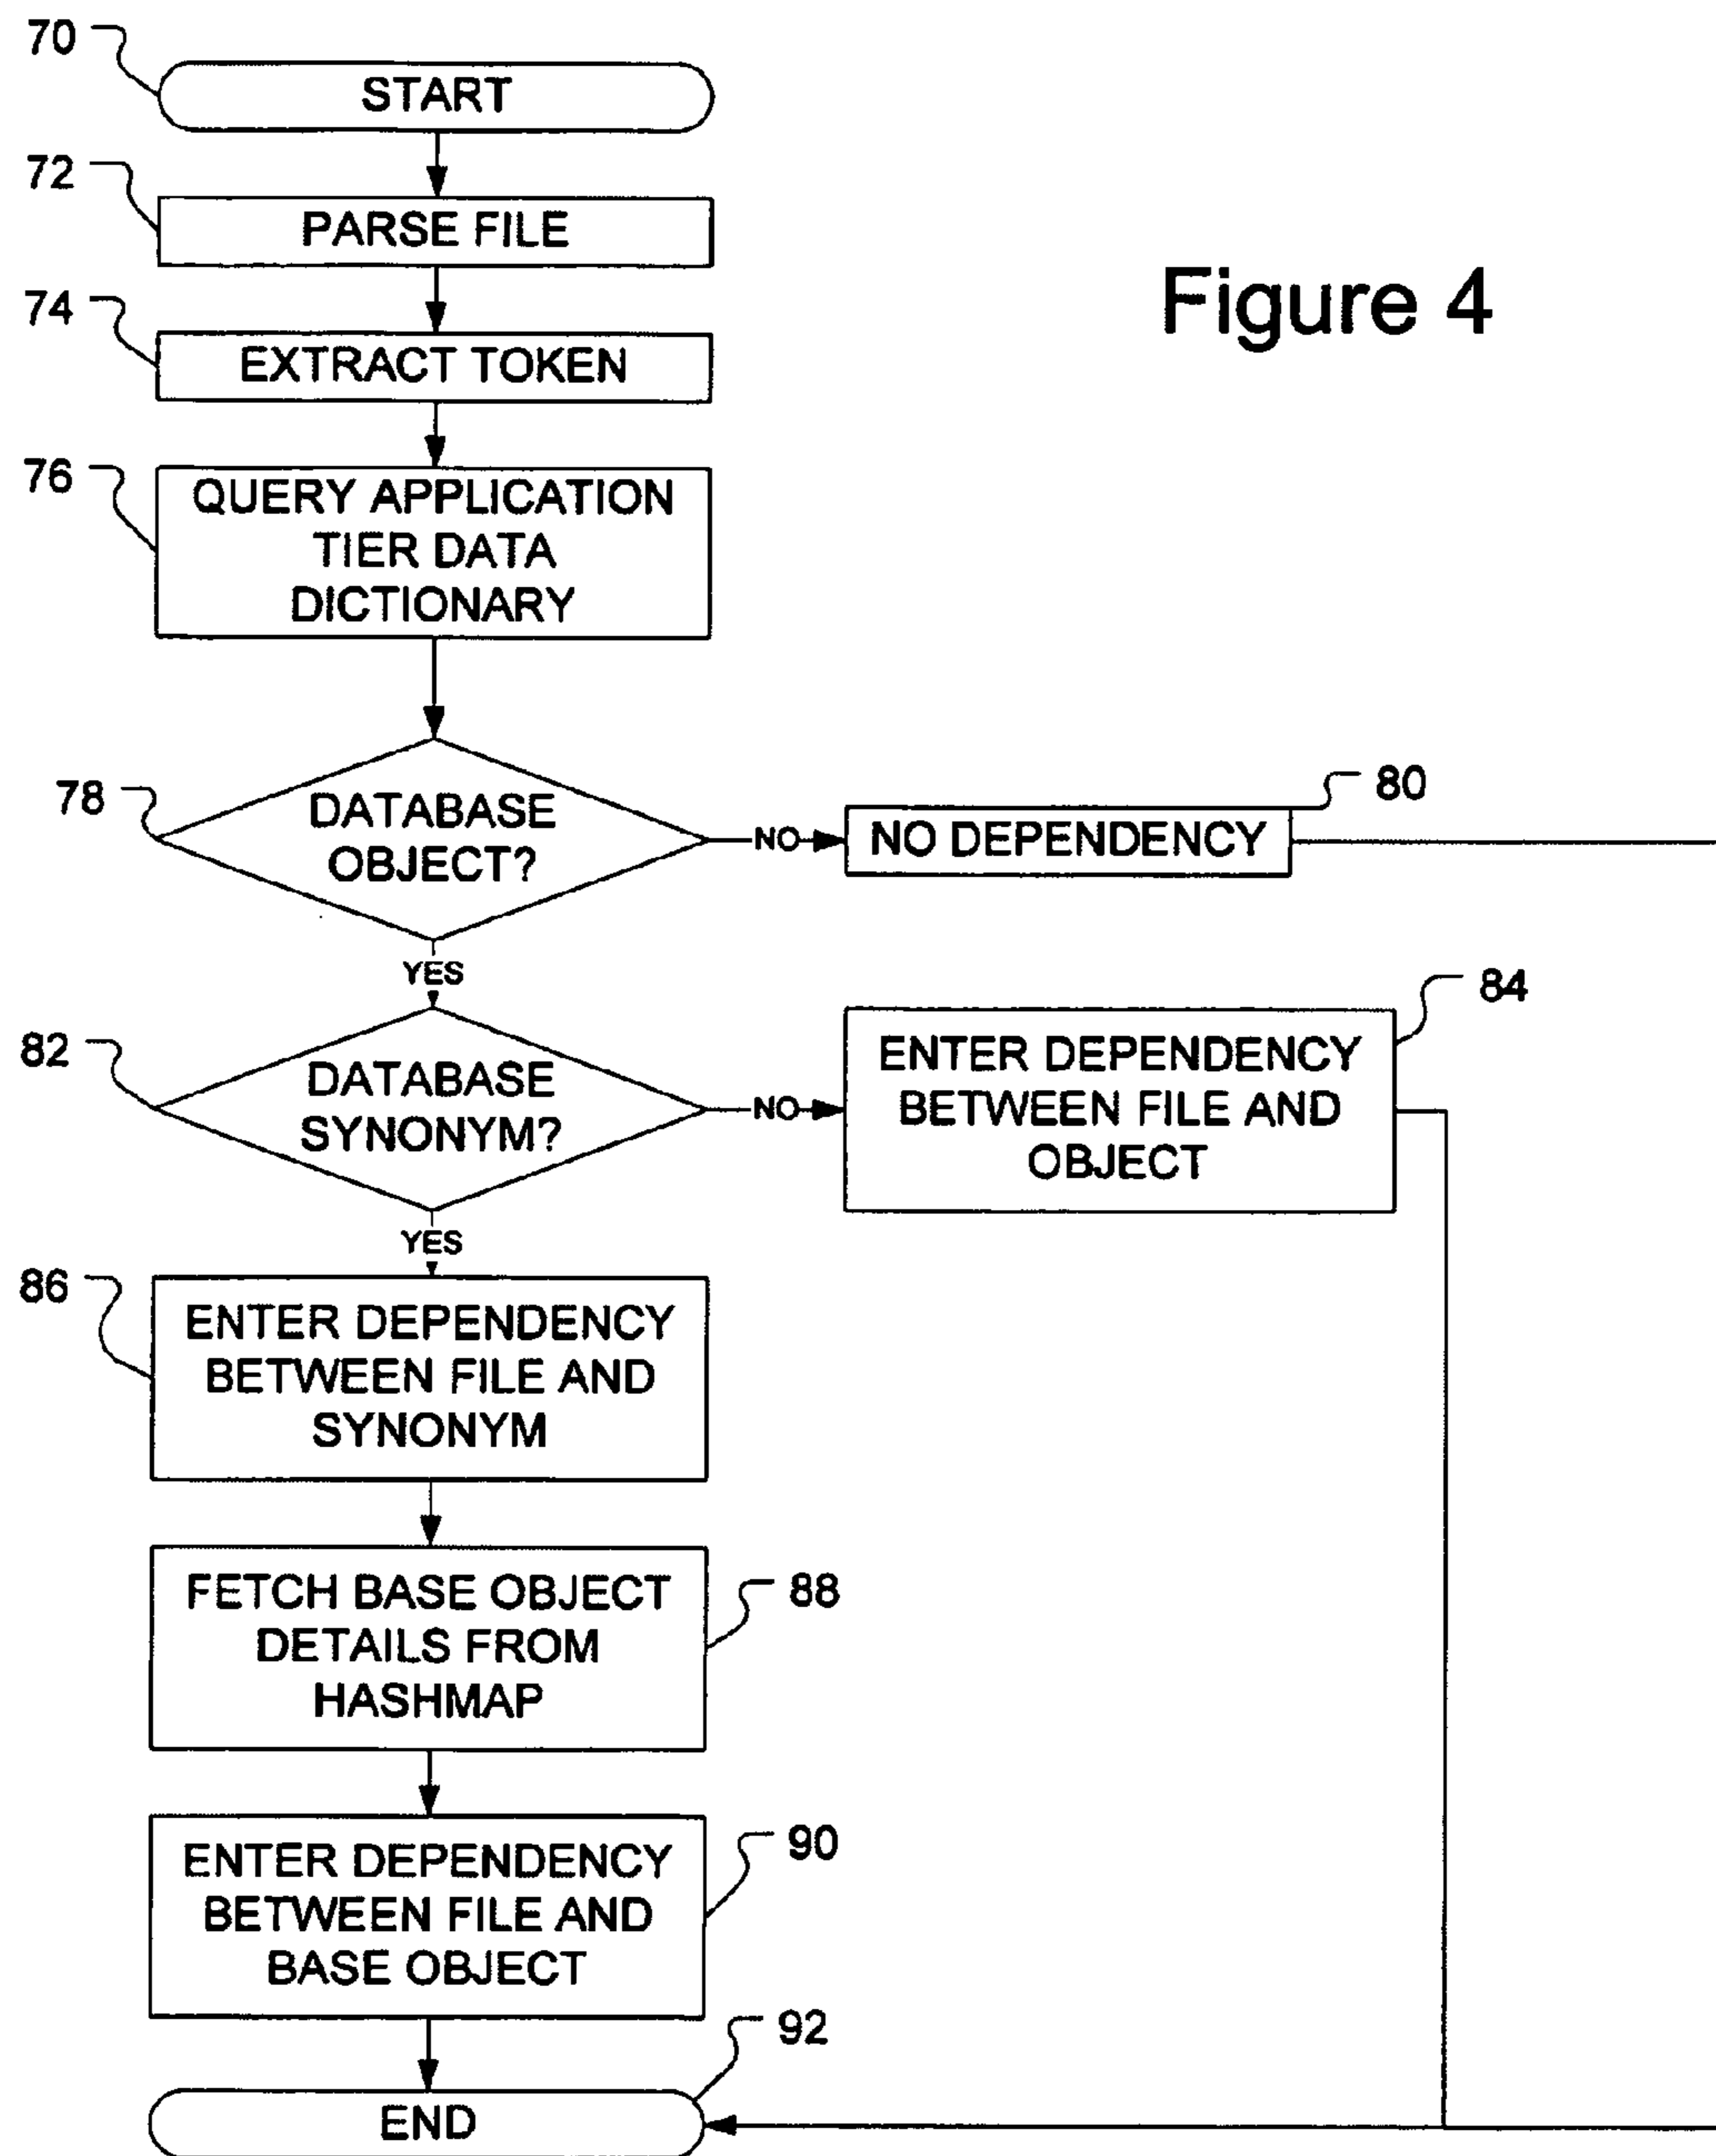 70
START
72
PARSE FILE
Figure 4
74
EXTRACT TOKEN
76
QUERY APPLICATION
TIER DATA
DICTIONARY
78
DATABASE
OBJECT?
NO
80
NO DEPENDENCY
YES
82
DATABASE
SYNONYM?
NO
84
ENTER DEPENDENCY
BETWEEN FILE AND
OBJECT
YES
86
ENTER DEPENDENCY
BETWEEN FILE AND
SYNONYM
88
FETCH BASE OBJECT
DETAILS FROM
HASHMAP
90
ENTER DEPENDENCY
BETWEEN FILE AND
BASE OBJECT
92
END